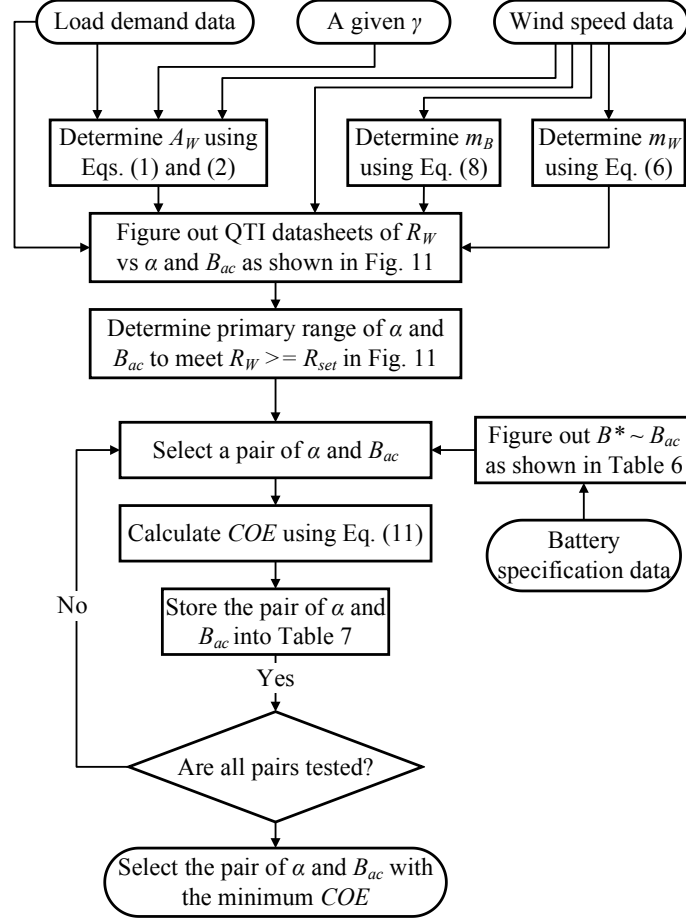 Load demand data
A given γ
Wind speed data
Determine A_W using
Eqs. (1) and (2)
Determine m_B
using Eq. (8)
Determine m_W
using Eq. (6)
Figure out QTI datasheets of R_W
vs α and B_ac as shown in Fig. 11
Determine primary range of α and
B_ac to meet R_W >= R_set in Fig. 11
Select a pair of α and B_ac
Figure out B* ~ B_ac
as shown in Table 6
Calculate COE using Eq. (11)
Battery
specification data
No
Store the pair of α and
B_ac into Table 7
Yes
Are all pairs tested?
Select the pair of α and B_ac with
the minimum COE